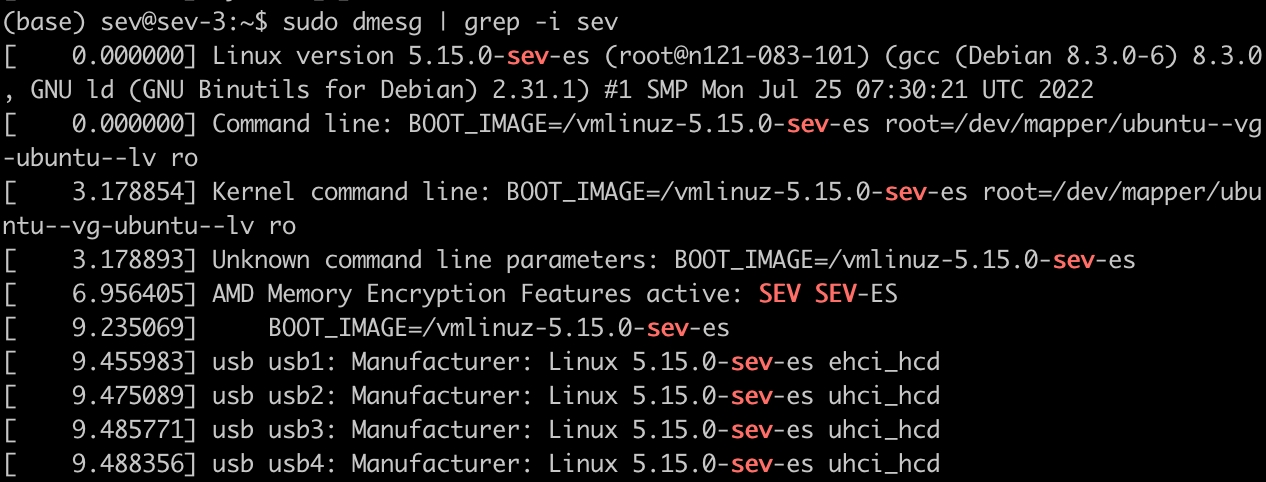 (base) sev@sev-3:~$ sudo dmesg | grep -i sev
[    0.000000] Linux version 5.15.0-sev-es (root@n121-083-101) (gcc (Debian 8.3.0-6) 8.3.0
, GNU ld (GNU Binutils for Debian) 2.31.1) #1 SMP Mon Jul 25 07:30:21 UTC 2022
[    0.000000] Command line: BOOT_IMAGE=/vmlinuz-5.15.0-sev-es root=/dev/mapper/ubuntu--vg
-ubuntu--lv ro
[    3.178854] Kernel command line: BOOT_IMAGE=/vmlinuz-5.15.0-sev-es root=/dev/mapper/ubu
ntu--vg-ubuntu--lv ro
[    3.178893] Unknown command line parameters: BOOT_IMAGE=/vmlinuz-5.15.0-sev-es
[    6.956405] AMD Memory Encryption Features active: SEV SEV-ES
[    9.235069]     BOOT_IMAGE=/vmlinuz-5.15.0-sev-es
[    9.455983] usb usb1: Manufacturer: Linux 5.15.0-sev-es ehci_hcd
[    9.475089] usb usb2: Manufacturer: Linux 5.15.0-sev-es uhci_hcd
[    9.485771] usb usb3: Manufacturer: Linux 5.15.0-sev-es uhci_hcd
[    9.488356] usb usb4: Manufacturer: Linux 5.15.0-sev-es uhci_hcd